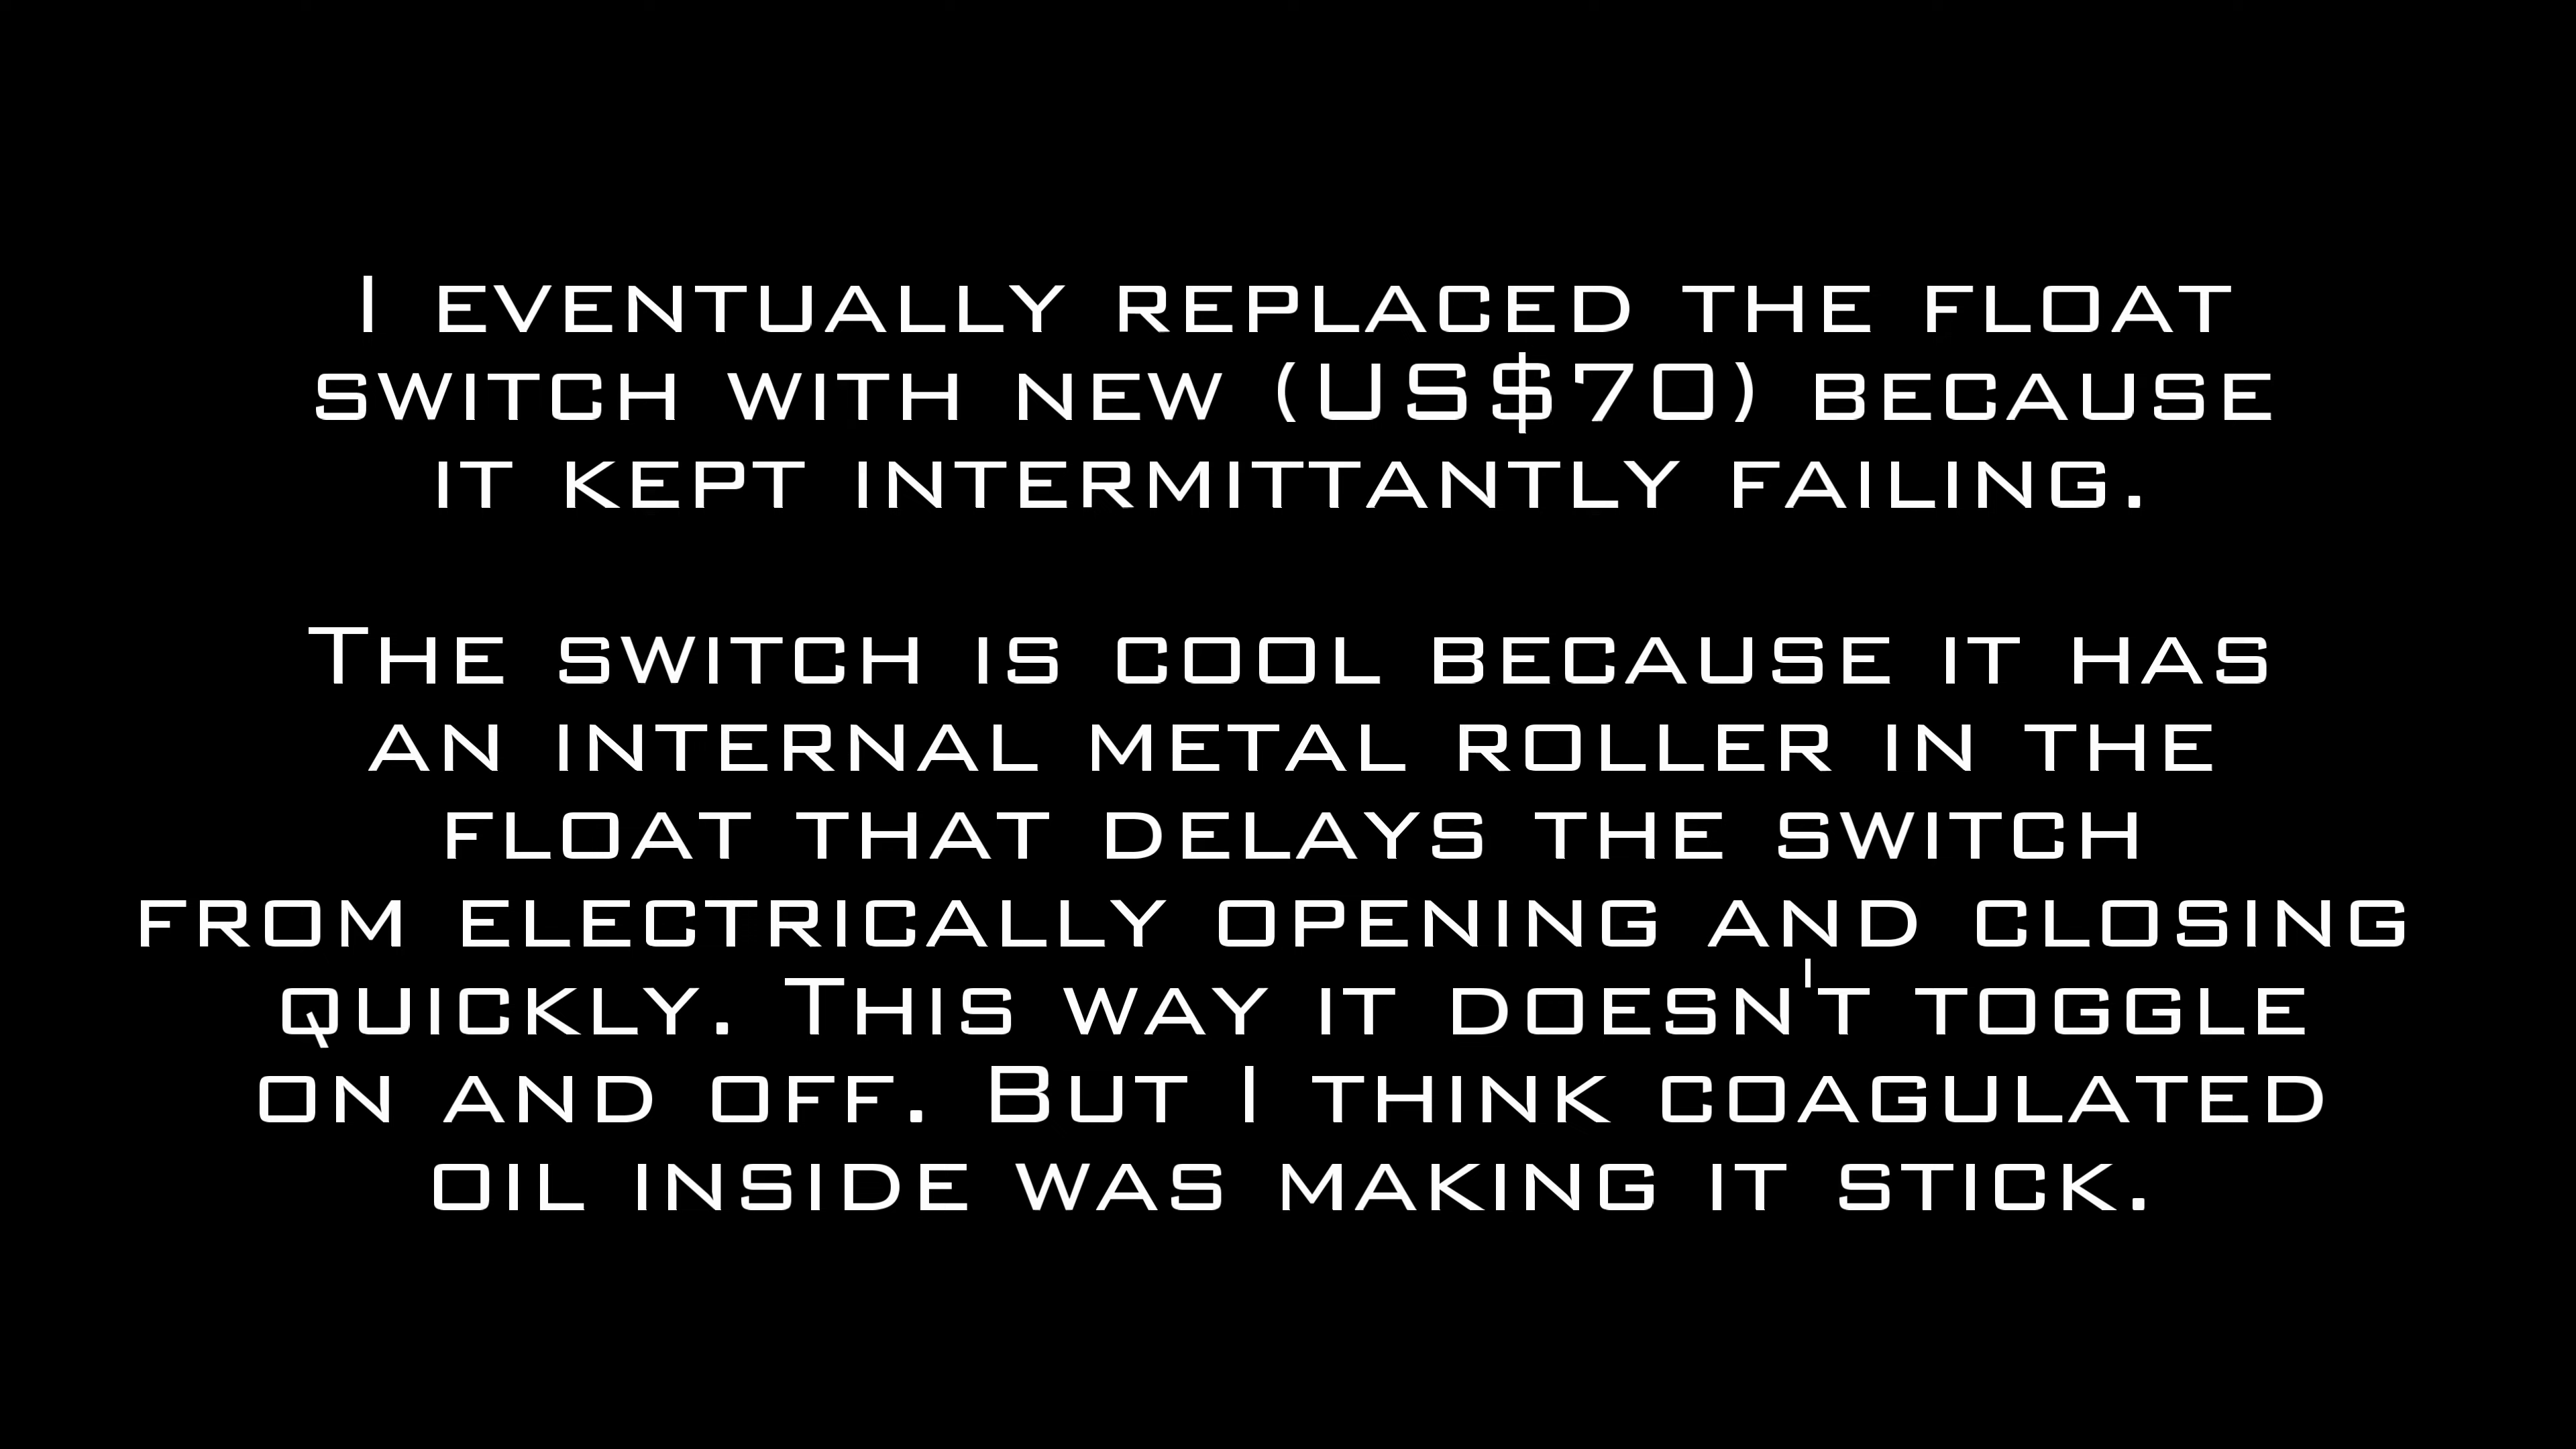 I eventually replaced the float
switch with new (US$70) because
it kept intermittantly failing.
The switch is cool because it has
an internal metal roller in the
float that delays the switch
from electrically opening and closing
quickly. This way it doesn't toggle
on and off. But I think coagulated
oil inside was making it stick.